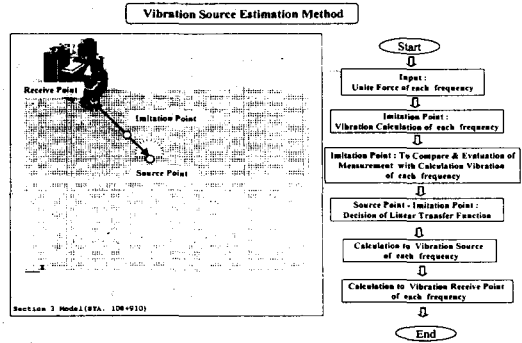 Vibration Source Estimation Method
Receive Point
Imitation Point
Source Point
Section 3 Model(STA. 108+910)
Start
Input :
Unite Force of each frequency
Imitation Point :
Vibration Calculation of each frequency
Imitation Point : To Compare & Evaluation of
Measurement with Calculation Vibration
of each frequency
Source Point - Imitation Point :
Decision of Linear Transfer Function
Calculation to Vibration Source
of each frequency
Calculation to Vibration Receive Point
of each frequency
End